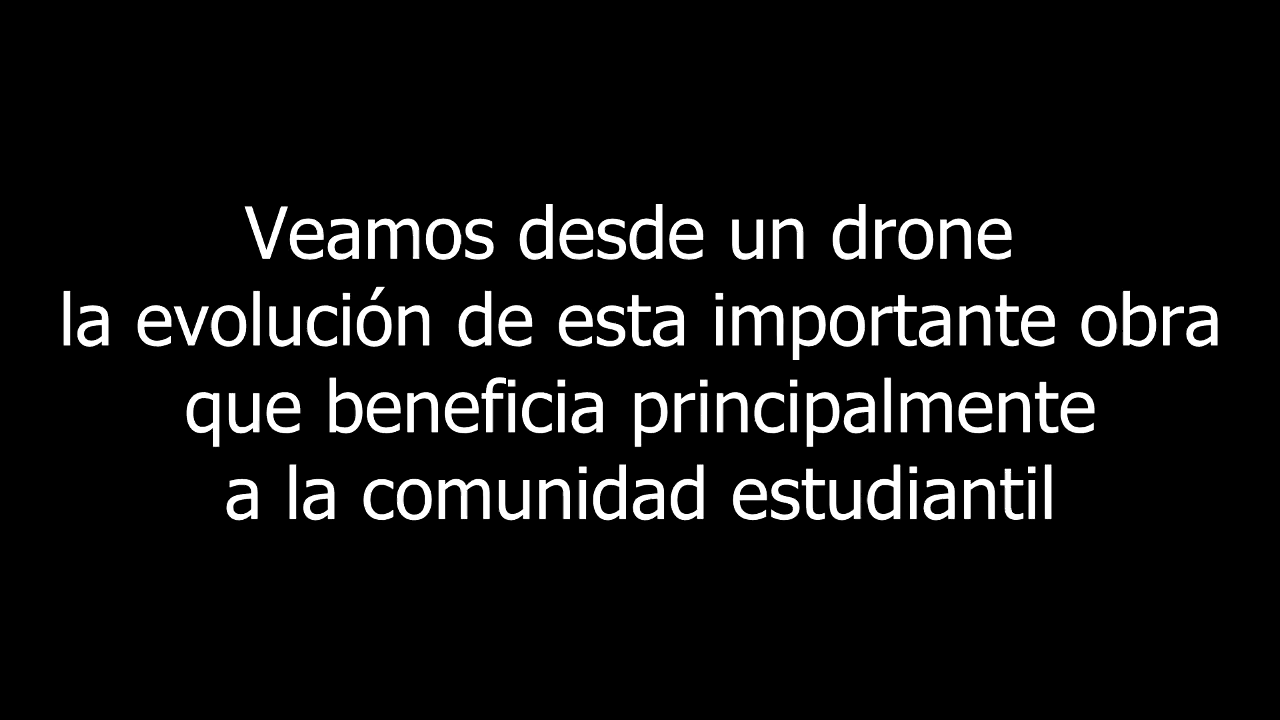 Veamos desde un drone
la evolución de esta importante obra
que beneficia principalmente
a la comunidad estudiantil